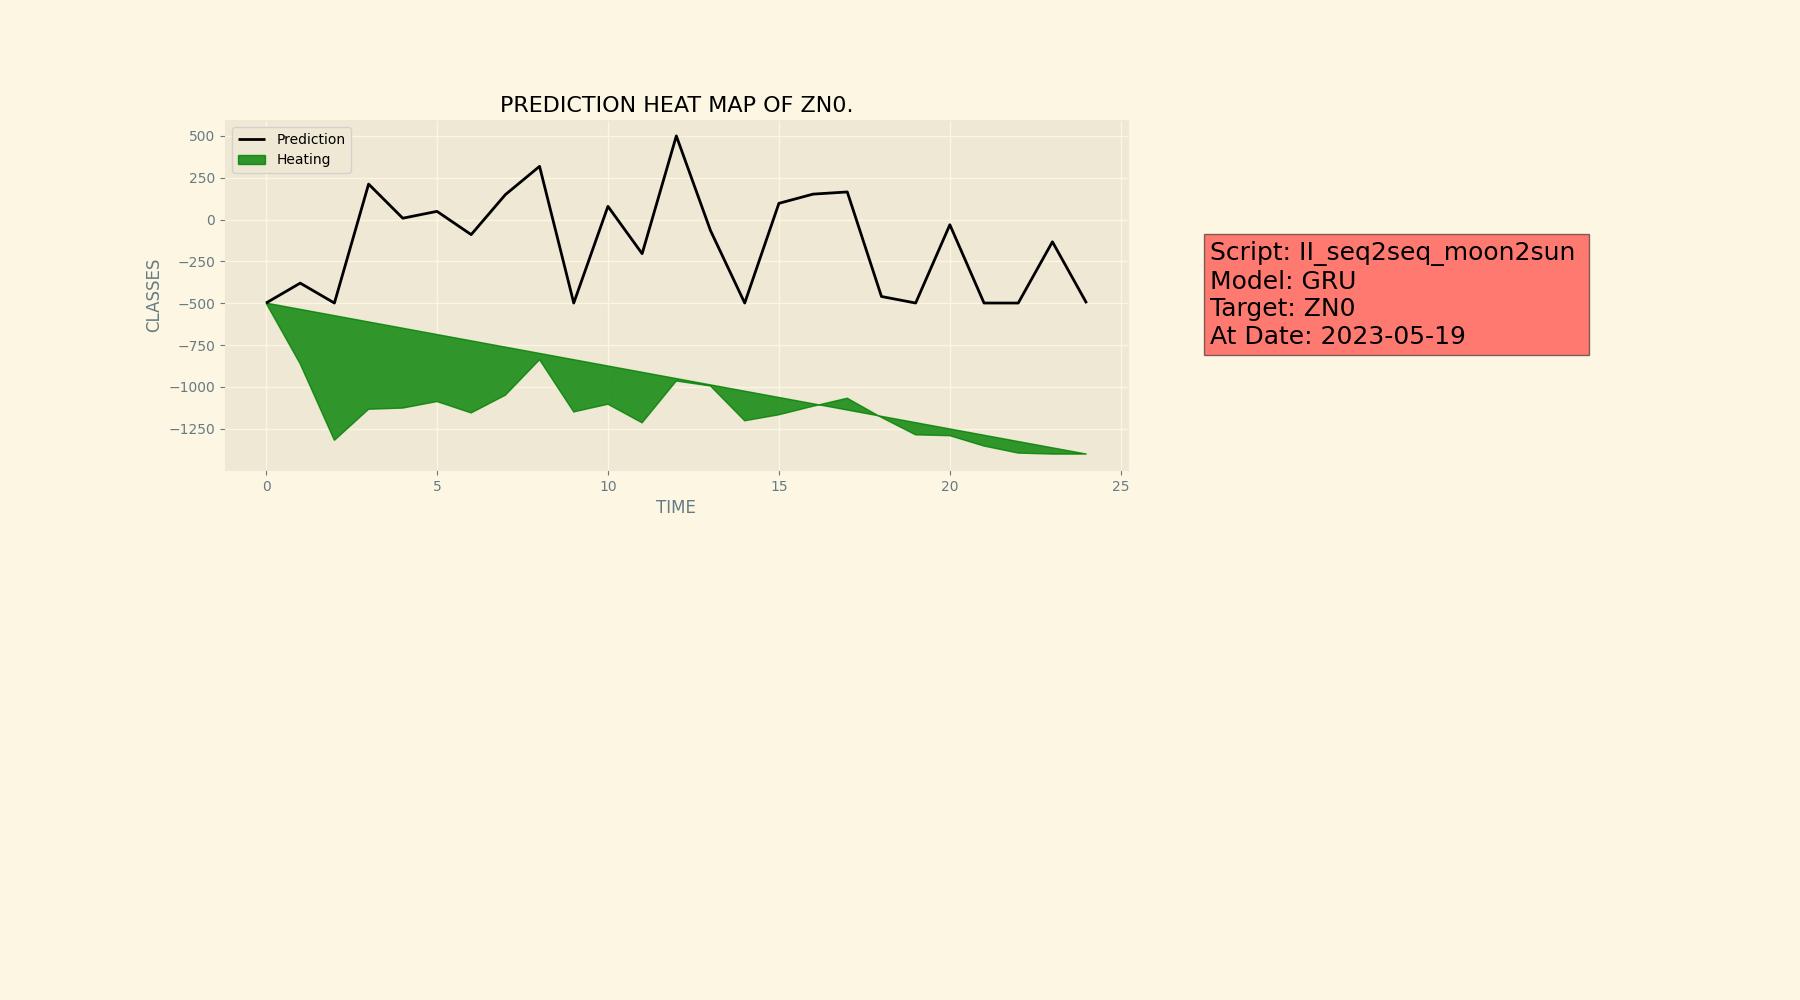 PREDICTION HEAT MAP OF ZN0.
Prediction
Heating
500
250
0
−250
−500
−750
−1000
−1250
CLASSES
0
5
10
15
20
25
TIME
Script: II_seq2seq_moon2sun
Model: GRU
Target: ZN0
At Date: 2023-05-19